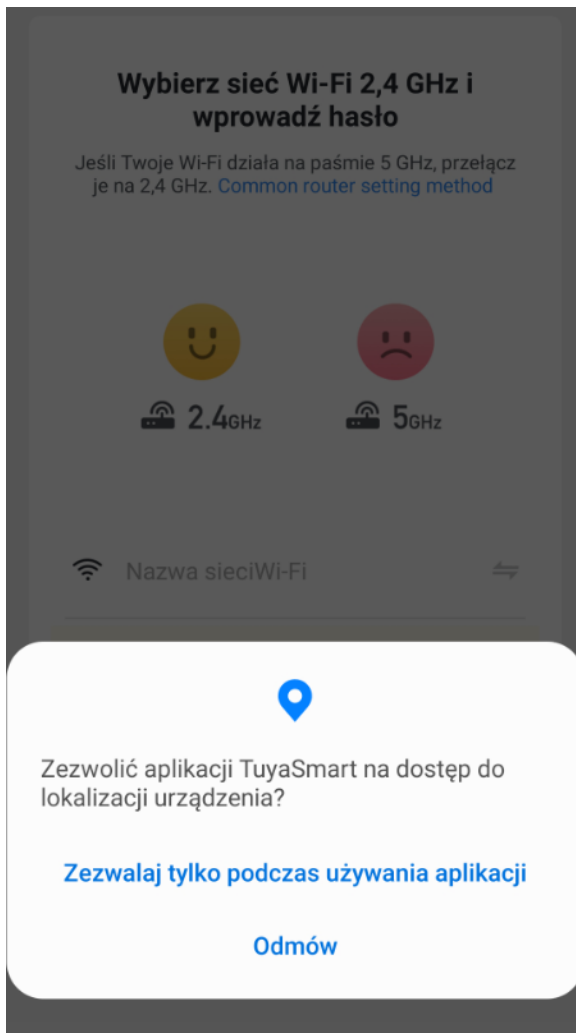 Wybierz sieć Wi-Fi 2,4 GHz i
wprowadź hasło
Jeśli Twoje Wi-Fi działa na paśmie 5 GHz, przełącz
je na 2,4 GHz. Common router setting method
2.4GHz
5GHz
Nazwa sieciWi-Fi
Zezwolić aplikacji TuyaSmart na dostęp do
lokalizacji urządzenia?
Zezwalaj tylko podczas używania aplikacji
Odmów